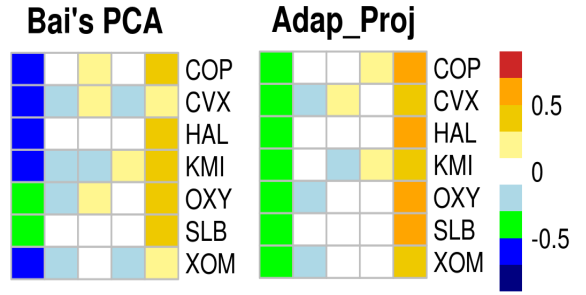 Bai's PCA
COP
CVX
HAL
KMI
OXY
SLB
XOM
Adap_Proj
COP
CVX
HAL
KMI
OXY
SLB
XOM
0.5
0
-0.5